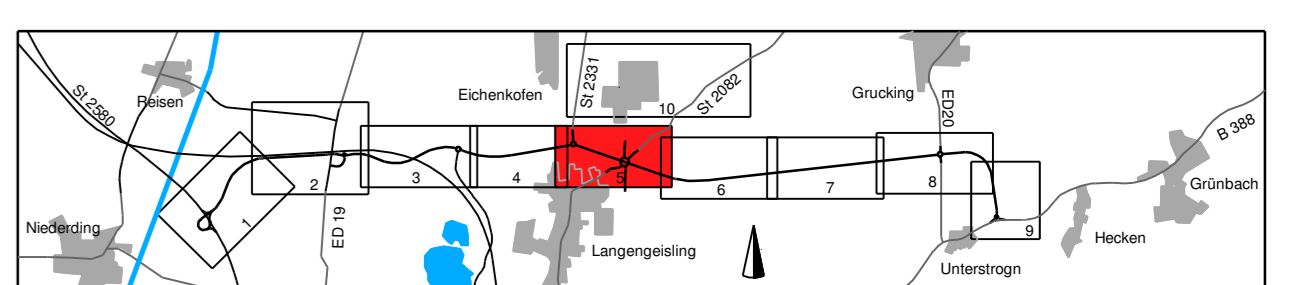 St 2580
Reisen
Niederding
1
2
ED 19
3
Eichenkofen
4
St 2331
5
10
St 2082
Langengeisling
6
7
Grucking
ED20
8
9
Unterstrogn
Hecken
Grünbach
B 388